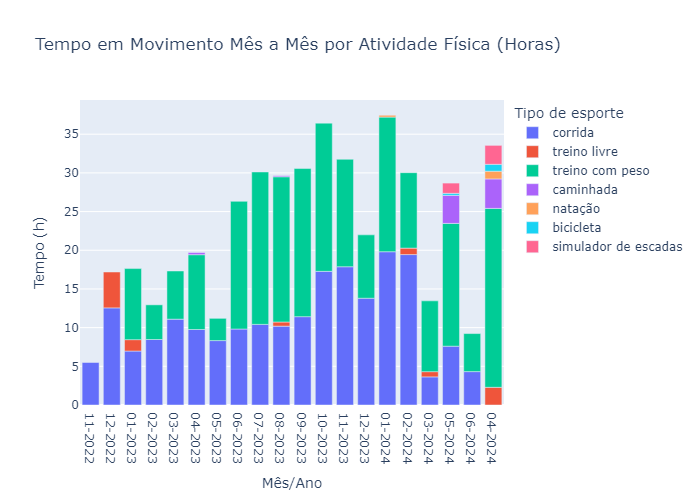 Tempo em Movimento Mês a Mês por Atividade Física (Horas)
Tipo de esporte
corrida
treino livre
treino com peso
caminhada
natação
bicicleta
simulador de escadas
Tempo (h)
35
30
25
20
15
10
5
0
11-2022
12-2022
01-2023
02-2023
03-2023
04-2023
05-2023
06-2023
07-2023
08-2023
09-2023
10-2023
11-2023
12-2023
01-2024
02-2024
03-2024
05-2024
06-2024
04-2024
Mês/Ano